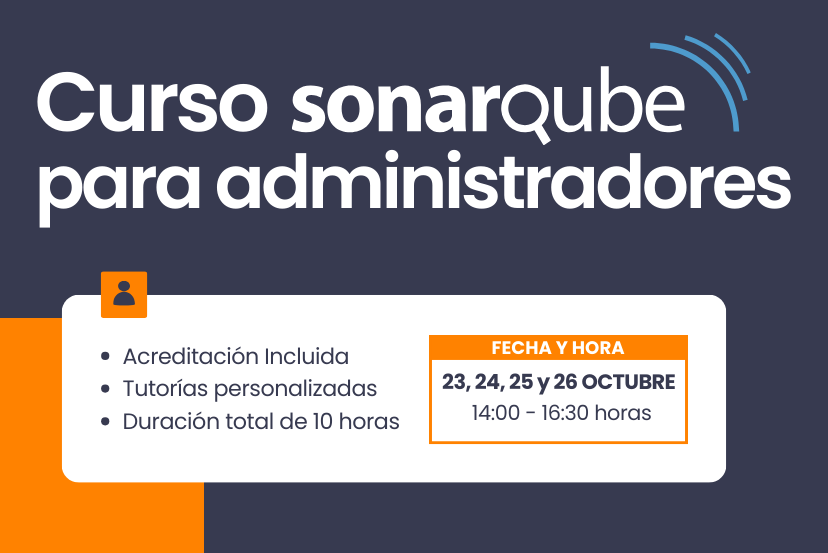 Curso sonarqube
para administradores
• Acreditación Incluida
• Tutorías personalizadas
• Duración total de 10 horas
FECHA Y HORA
23, 24, 25 y 26 OCTUBRE
14:00 - 16:30 horas